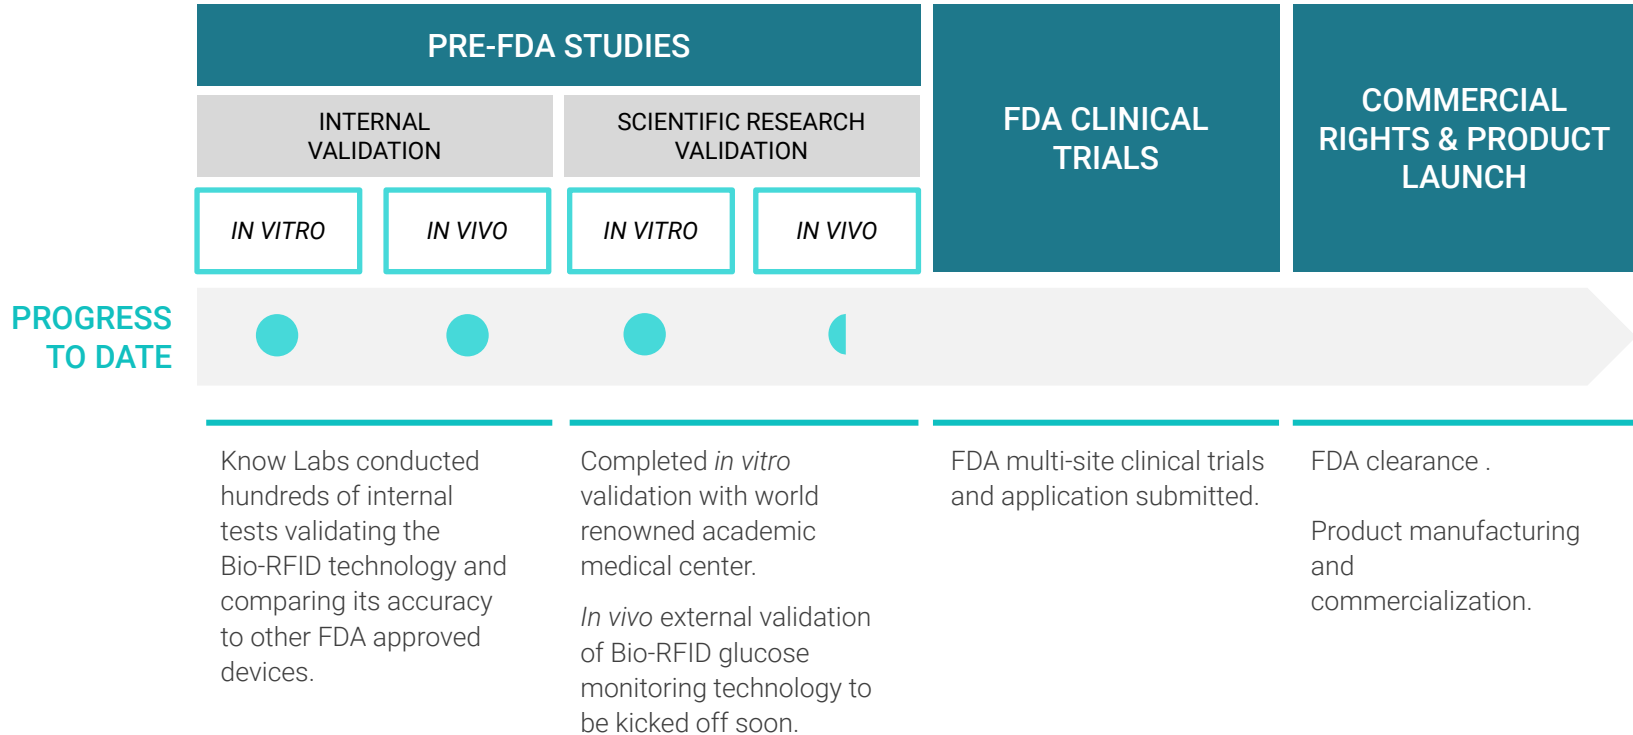 PRE-FDA STUDIES
INTERNAL
VALIDATION
SCIENTIFIC RESEARCH
VALIDATION
IN VITRO
IN VIVO
IN VITRO
IN VIVO
FDA CLINICAL
TRIALS
COMMERCIAL
RIGHTS & PRODUCT
LAUNCH
PROGRESS
TO DATE
Know Labs conducted
hundreds of internal
tests validating the
Bio-RFID technology and
comparing its accuracy
to other FDA approved
devices.
Completed in vitro
validation with world
renowned academic
medical center.
In vivo external validation
of Bio-RFID glucose
monitoring technology to
be kicked off soon.
FDA multi-site clinical trials
and application submitted.
FDA clearance .
Product manufacturing
and
commercialization.